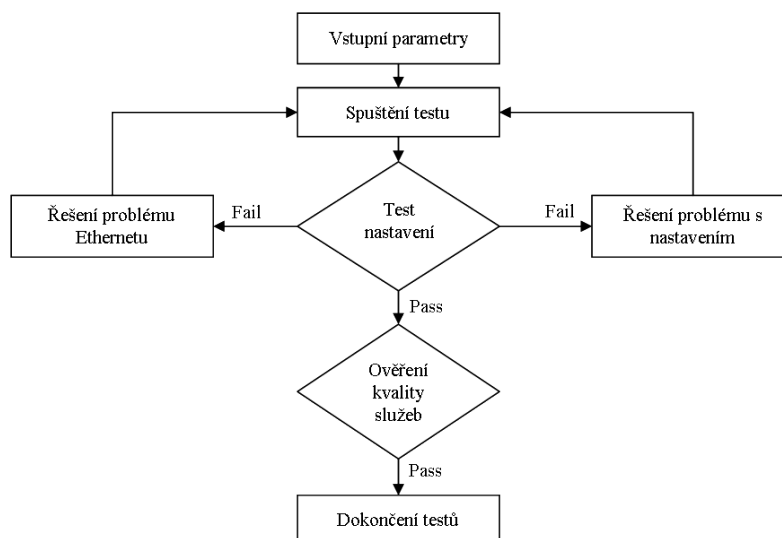 Vstupní parametry
Spuštění testu
Řešení problému
Ethernetu
Fail
Test
nastavení
Fail
Řešení problému s
nastavením
Pass
Ověření
kvality
služeb
Pass
Dokončení testů